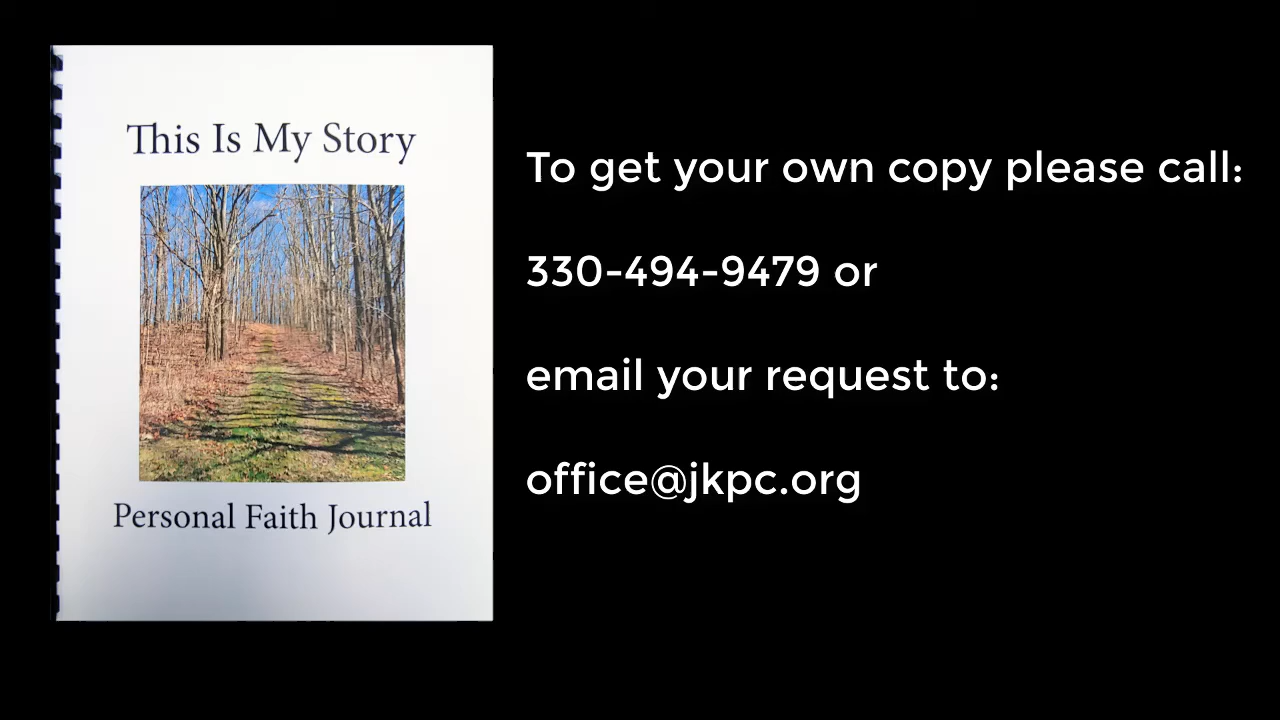 This Is My Story
Personal Faith Journal
To get your own copy please call:
330-494-9479 or
email your request to:
office@jkpc.org